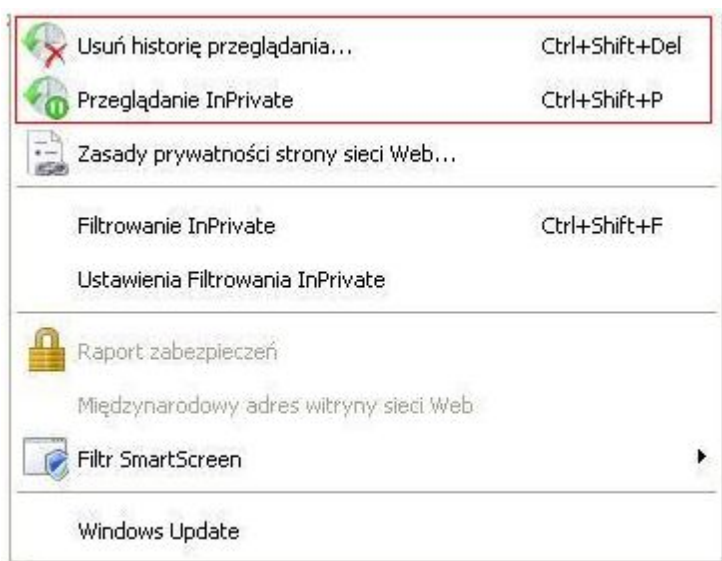 Usuń historię przeglądania... Ctrl+Shift+Del
Przeglądanie InPrivate Ctrl+Shift+P
Zasady prywatności strony sieci Web...
Filtrowanie InPrivate Ctrl+Shift+F
Ustawienia Filtrowania InPrivate
Raport zabezpieczeń
Międzynarodowy adres witryny sieci Web
Filtr SmartScreen
Windows Update